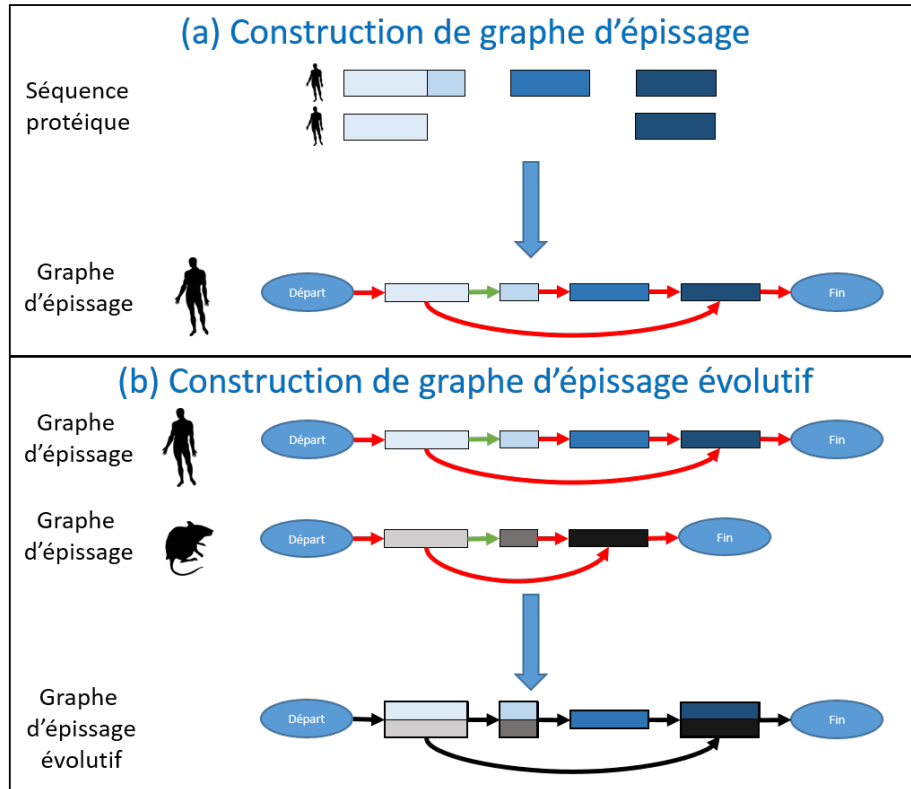 (a) Construction de graphe d'épissage
Séquence
protéique
Graphe
d'épissage
Départ
Fin
(b) Construction de graphe d'épissage évolutif
Graphe
d'épissage
Départ
Fin
Graphe
d'épissage
Départ
Fin
Graphe
d'épissage
évolutif
Départ
Fin